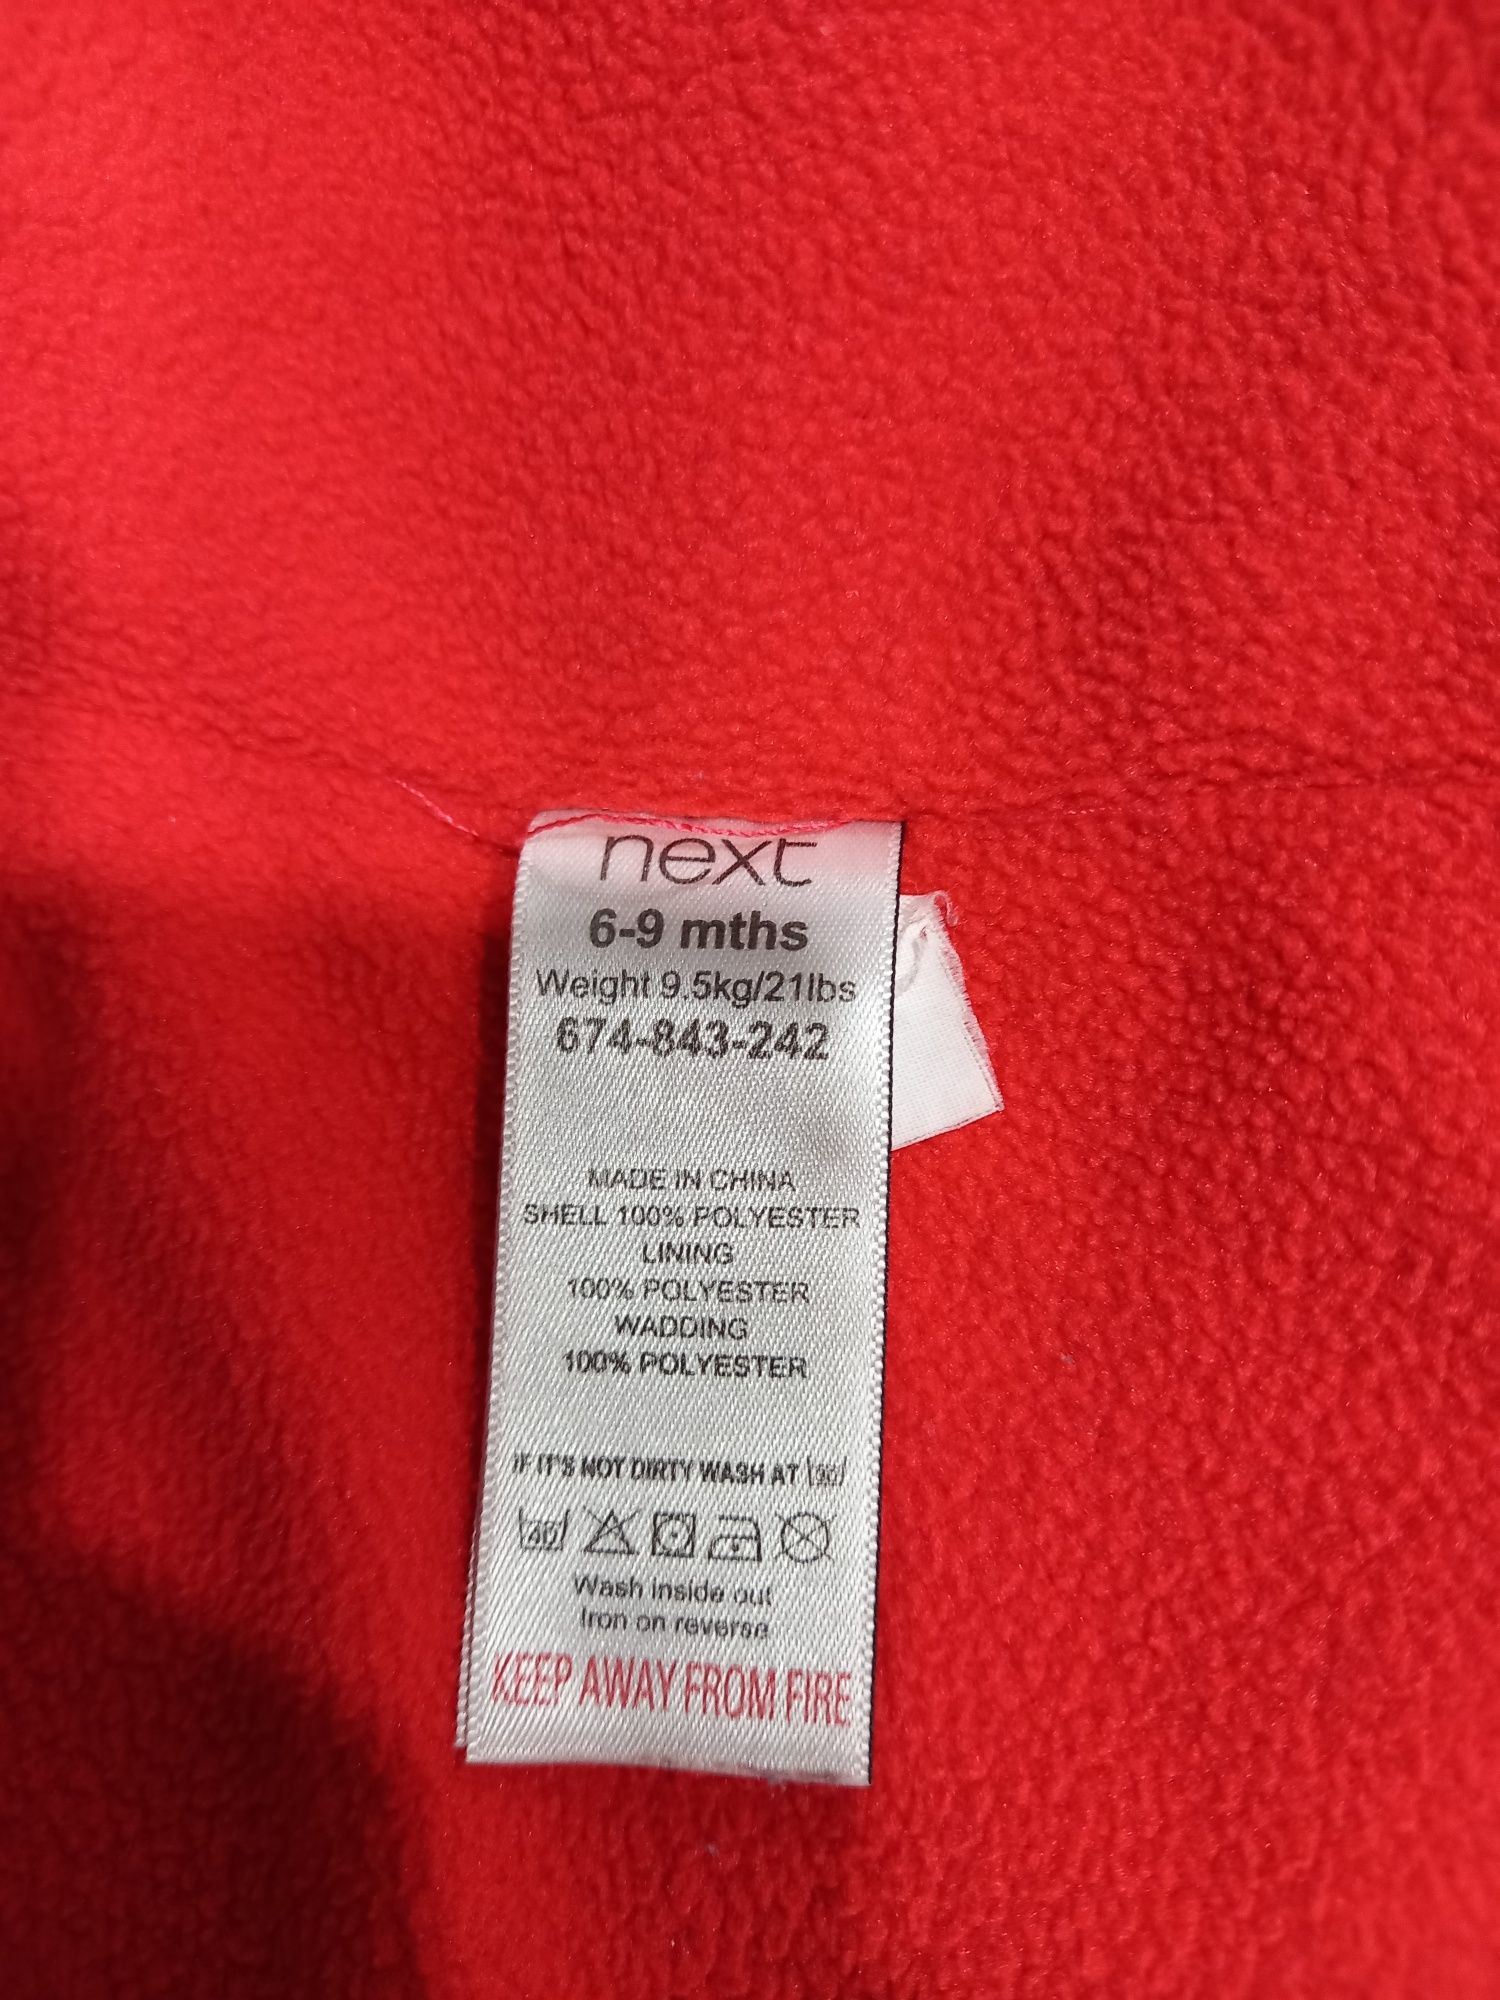 next
6-9 mths
Weight 9.5kg/21lbs
674-843-242
MADE IN CHINA
SHELL 100% POLYESTER
LINING
100% POLYESTER
WADDING
100% POLYESTER
IF IT'S NOT DIRTY WASH AT 30
40
Wash inside out
Iron on reverse
KEEP AWAY FROM FIRE